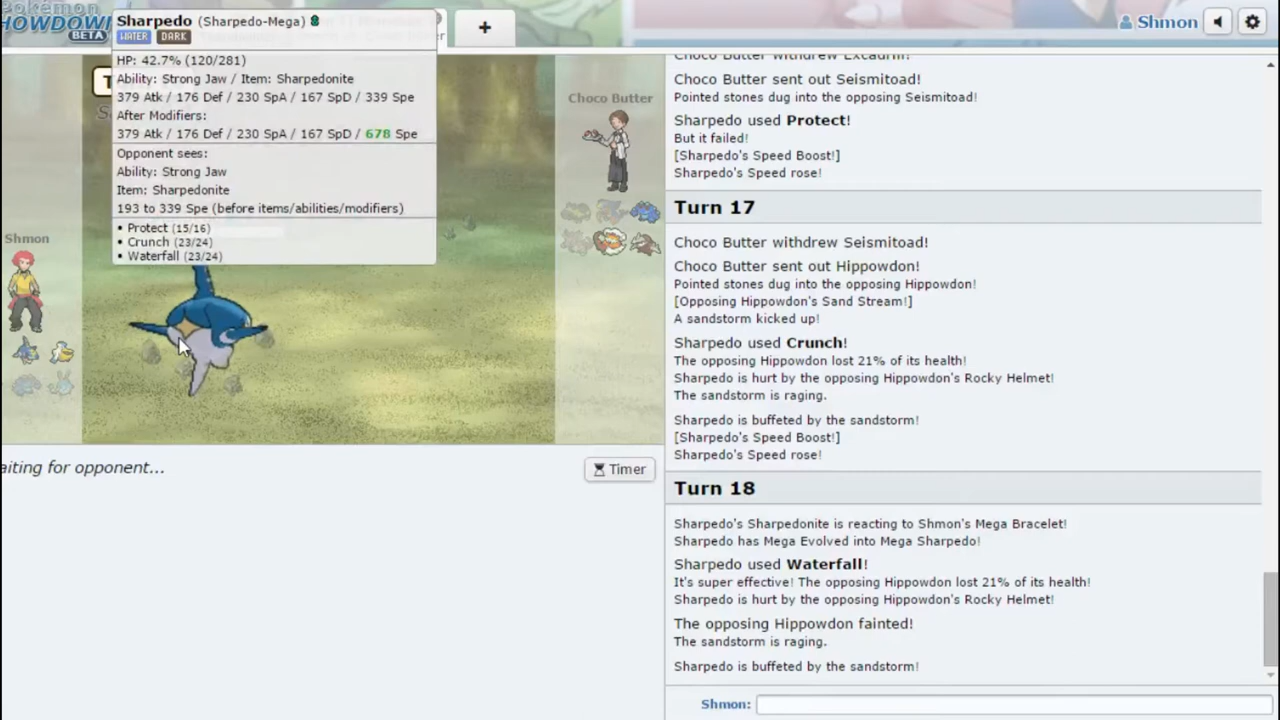 Pokémon
HOWDOWN
BETA
Sharpedo (Sharpedo-Mega)
WATER DARK
HP: 42.7% (120/281)
Ability: Strong Jaw / Item: Sharpedonite
379 Atk / 176 Def / 230 SpA / 167 SpD / 339 Spe
After Modifiers:
379 Atk / 176 Def / 230 SpA / 167 SpD / 678 Spe
Opponent sees:
Ability: Strong Jaw
Item: Sharpedonite
193 to 339 Spe (before items/abilities/modifiers)
• Protect (15/16)
• Crunch (23/24)
• Waterfall (23/24)
+
Shmon
Shmon
Choco Butter
aiting for opponent...
Timer
Choco Butter withdrew Excadrill!
Choco Butter sent out Seismitoad!
Pointed stones dug into the opposing Seismitoad!
Sharpedo used Protect!
But it failed!
[Sharpedo's Speed Boost!]
Sharpedo's Speed rose!
Turn 17
Choco Butter withdrew Seismitoad!
Choco Butter sent out Hippowdon!
Pointed stones dug into the opposing Hippowdon!
[Opposing Hippowdon's Sand Stream!]
A sandstorm kicked up!
Sharpedo used Crunch!
The opposing Hippowdon lost 21% of its health!
Sharpedo is hurt by the opposing Hippowdon's Rocky Helmet!
The sandstorm is raging.
Sharpedo is buffeted by the sandstorm!
[Sharpedo's Speed Boost!]
Sharpedo's Speed rose!
Turn 18
Sharpedo's Sharpedonite is reacting to Shmon's Mega Bracelet!
Sharpedo has Mega Evolved into Mega Sharpedo!
Sharpedo used Waterfall!
It's super effective! The opposing Hippowdon lost 21% of its health!
Sharpedo is hurt by the opposing Hippowdon's Rocky Helmet!
The opposing Hippowdon fainted!
The sandstorm is raging.
Sharpedo is buffeted by the sandstorm!
Shmon: